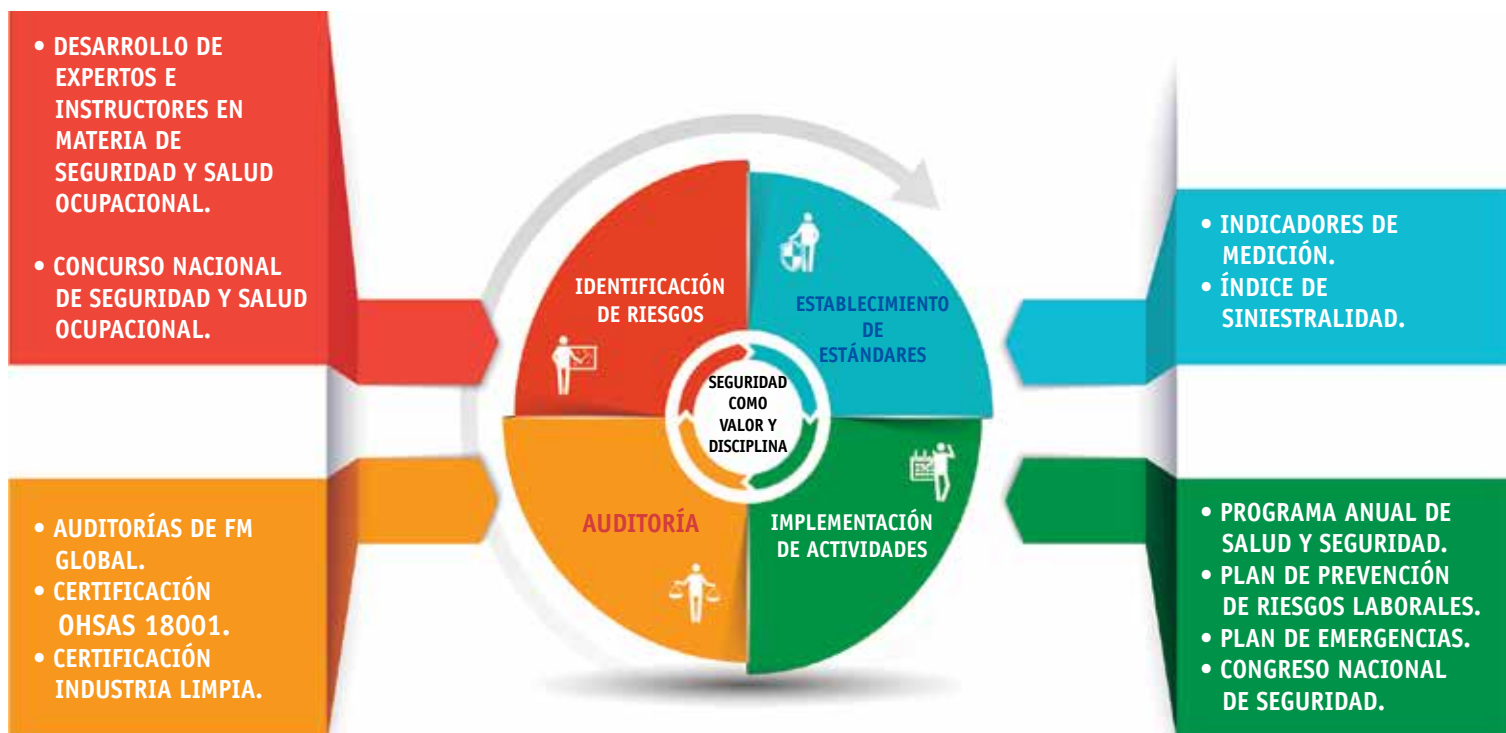 • DESARROLLO DE
EXPERTOS E
INSTRUCTORES EN
MATERIA DE
SEGURIDAD Y SALUD
OCUPACIONAL.
• CONCURSO NACIONAL
DE SEGURIDAD Y SALUD
OCUPACIONAL.
IDENTIFICACIÓN
DE RIESGOS
ESTABLECIMIENTO
DE
ESTÁNDARES
• INDICADORES DE
MEDICIÓN.
• ÍNDICE DE
SINIESTRALIDAD.
SEGURIDAD
COMO
VALOR Y
DISCIPLINA
• AUDITORÍAS DE FM
GLOBAL.
• CERTIFICACIÓN
OHSAS 18001.
• CERTIFICACIÓN
INDUSTRIA LIMPIA.
AUDITORÍA
IMPLEMENTACIÓN
DE ACTIVIDADES
• PROGRAMA ANUAL DE
SALUD Y SEGURIDAD.
• PLAN DE PREVENCIÓN
DE RIESGOS LABORALES.
• PLAN DE EMERGENCIAS.
• CONGRESO NACIONAL
DE SEGURIDAD.